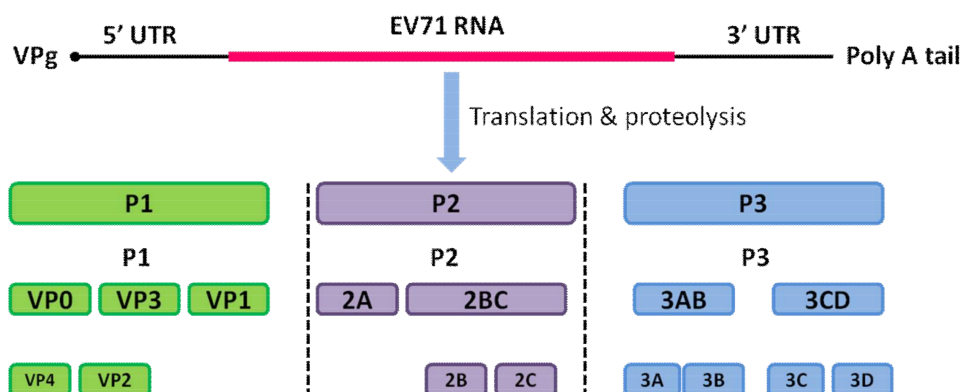 5’ UTR EV71 RNA 3’ UTR
VPg Poly A tail
Translation & proteolysis
P1 P2 P3
P1 P2 P3
VP0 VP3 VP1 2A 2BC 3AB 3CD
VP4 VP2 2B 2C 3A 3B 3C 3D